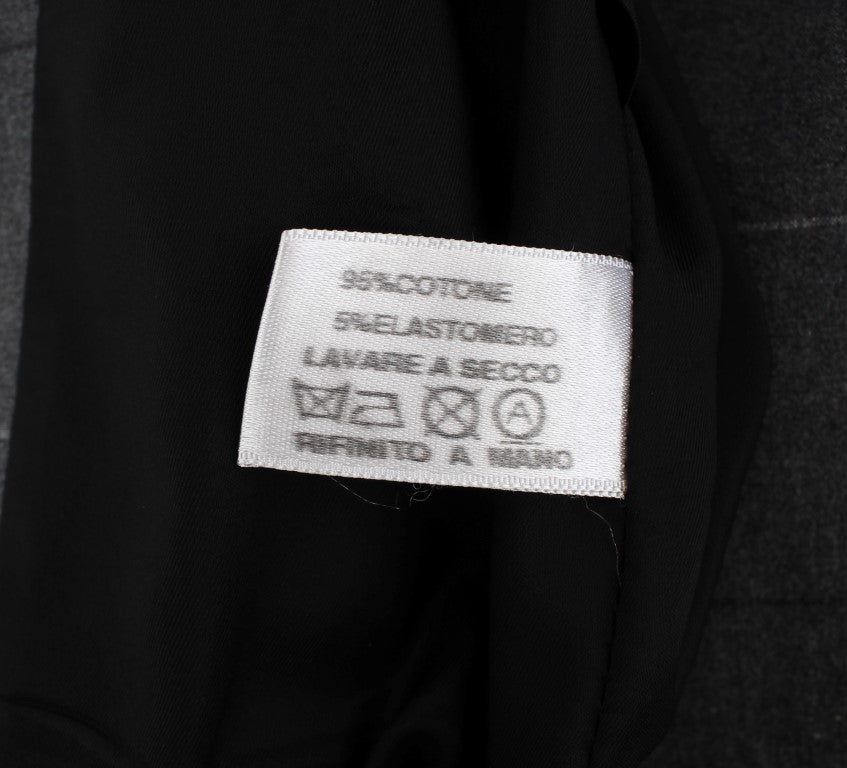 95%COTONE
5%ELASTOMERO
LAVARE A SECCO
A
RIFINITO A MANO